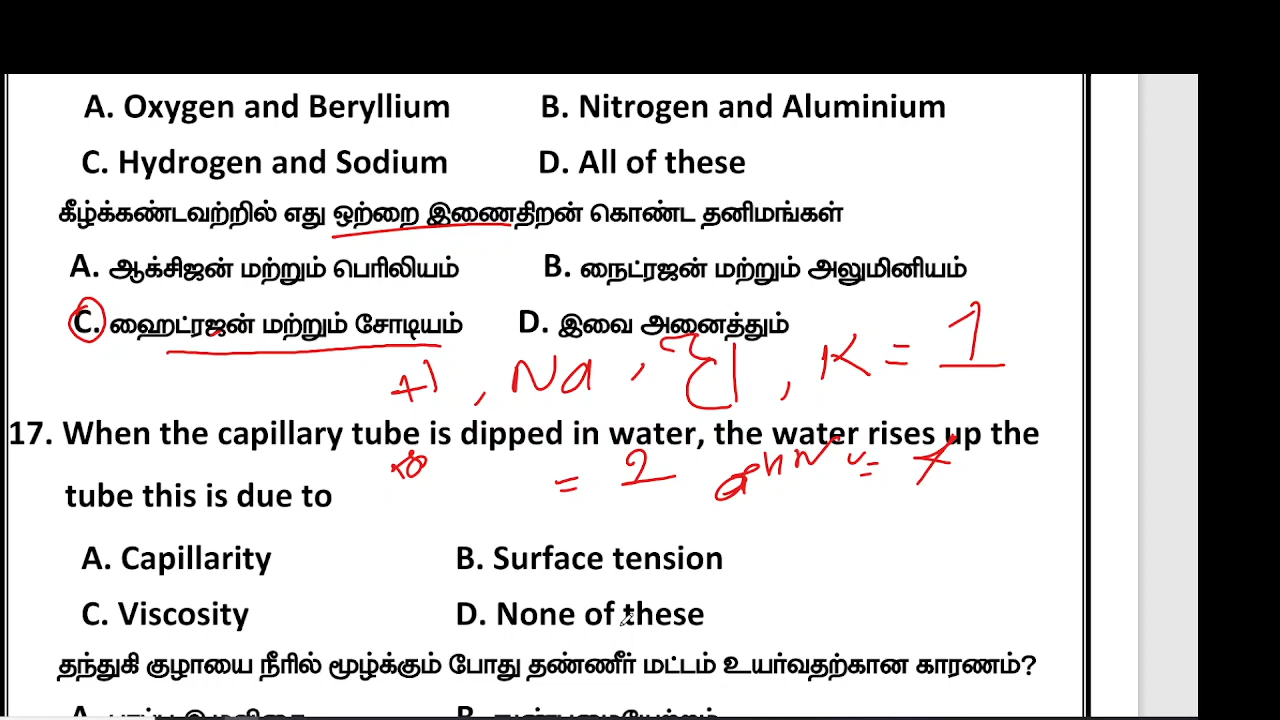 A. Oxygen and Beryllium B. Nitrogen and Aluminium
C. Hydrogen and Sodium D. All of these
கீழ்க்கண்டவற்றில் எது ஒற்றை இணைதிறன் கொண்ட தனிமங்கள்
A. ஆக்சிஜன் மற்றும் பெரிலியம் B. நைட்ரஜன் மற்றும் அலுமினியம்
C. ஹைட்ரஜன் மற்றும் சோடியம் D. இவை அனைத்தும்
, Na, Cl, K = 1
17. When the capillary tube is dipped in water, the water rises up the
= 2
tube this is due to
A. Capillarity B. Surface tension
C. Viscosity D. None of these
தந்துகி குழாயை நீரில் மூழ்க்கும் போது தண்ணீர் மட்டம் உயர்வதற்கான காரணம்?
A. B.